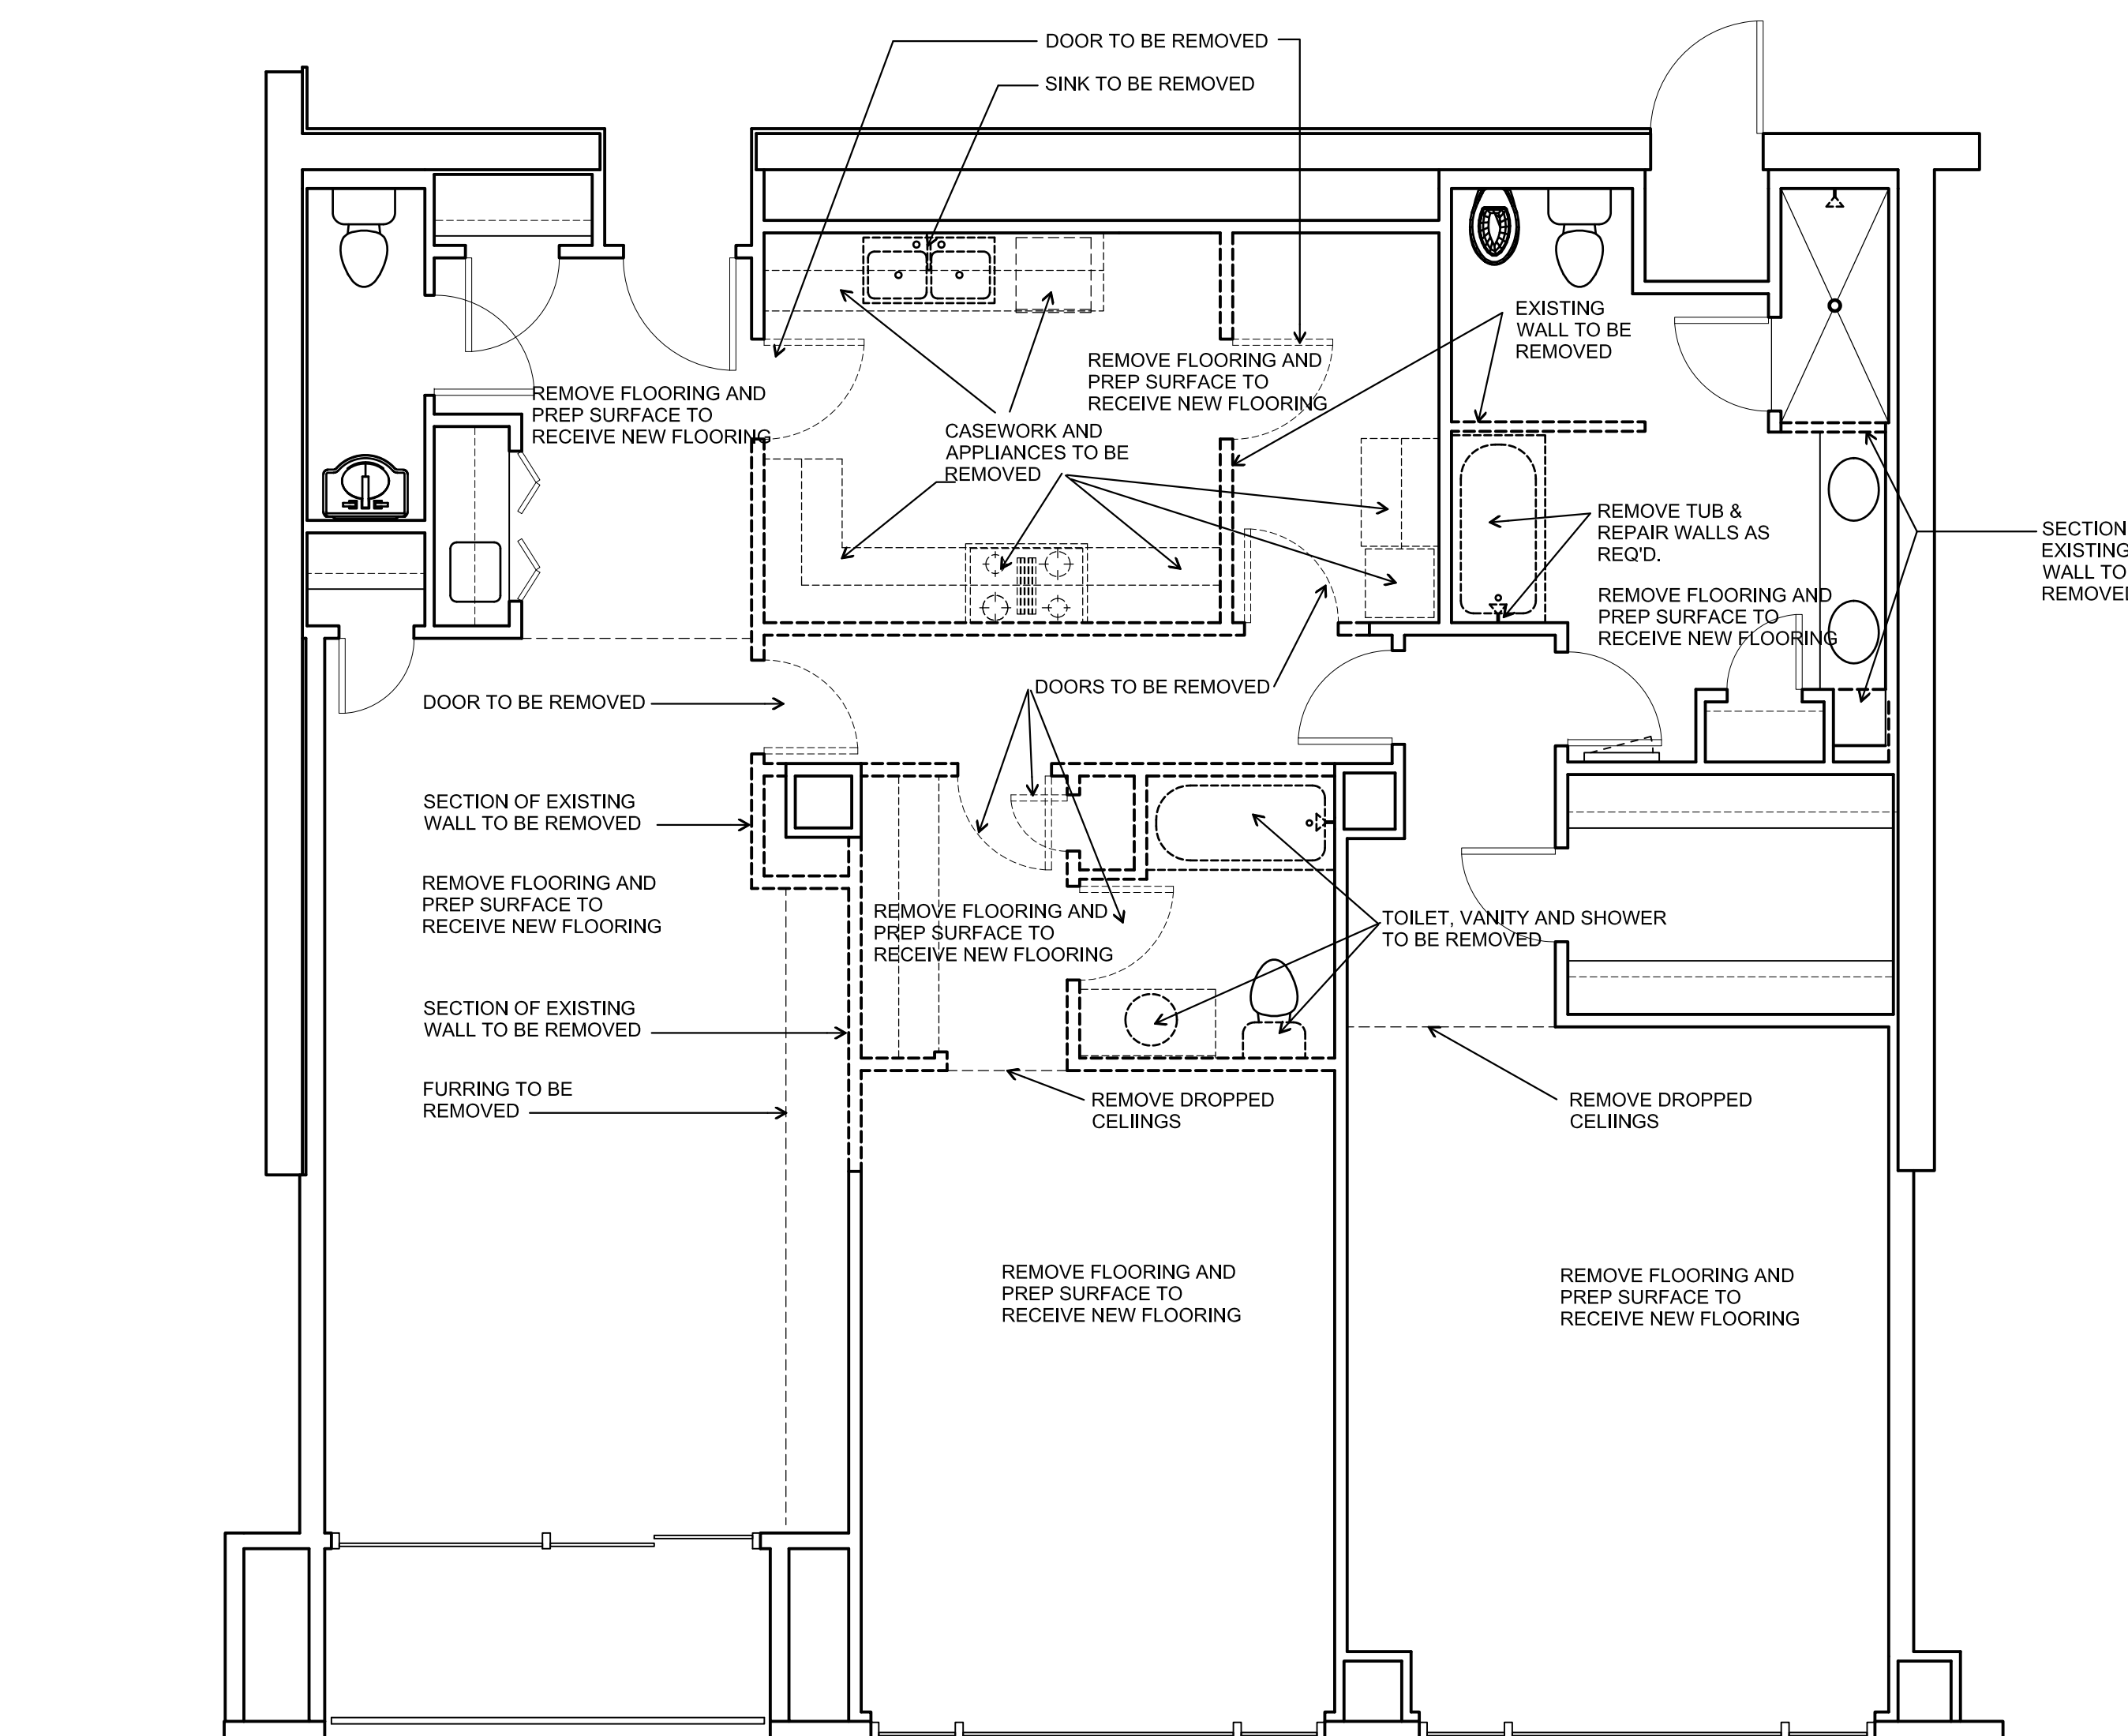 DOOR TO BE REMOVED
SINK TO BE REMOVED
EXISTING
WALL TO BE
REMOVED
REMOVE FLOORING AND
PREP SURFACE TO
RECEIVE NEW FLOORING
REMOVE FLOORING AND
PREP SURFACE TO
RECEIVE NEW FLOORING
CASEWORK AND
APPLIANCES TO BE
REMOVED
REMOVE TUB &
REPAIR WALLS AS
REQ'D.
SECTION
EXISTING
WALL TO
REMOVED
REMOVE FLOORING AND
PREP SURFACE TO
RECEIVE NEW FLOORING
DOOR TO BE REMOVED
DOORS TO BE REMOVED
SECTION OF EXISTING
WALL TO BE REMOVED
REMOVE FLOORING AND
PREP SURFACE TO
RECEIVE NEW FLOORING
REMOVE FLOORING AND
PREP SURFACE TO
RECEIVE NEW FLOORING
TOILET, VANITY AND SHOWER
TO BE REMOVED
SECTION OF EXISTING
WALL TO BE REMOVED
FURRING TO BE
REMOVED
REMOVE DROPPED
CELIINGS
REMOVE DROPPED
CELIINGS
REMOVE FLOORING AND
PREP SURFACE TO
RECEIVE NEW FLOORING
REMOVE FLOORING AND
PREP SURFACE TO
RECEIVE NEW FLOORING